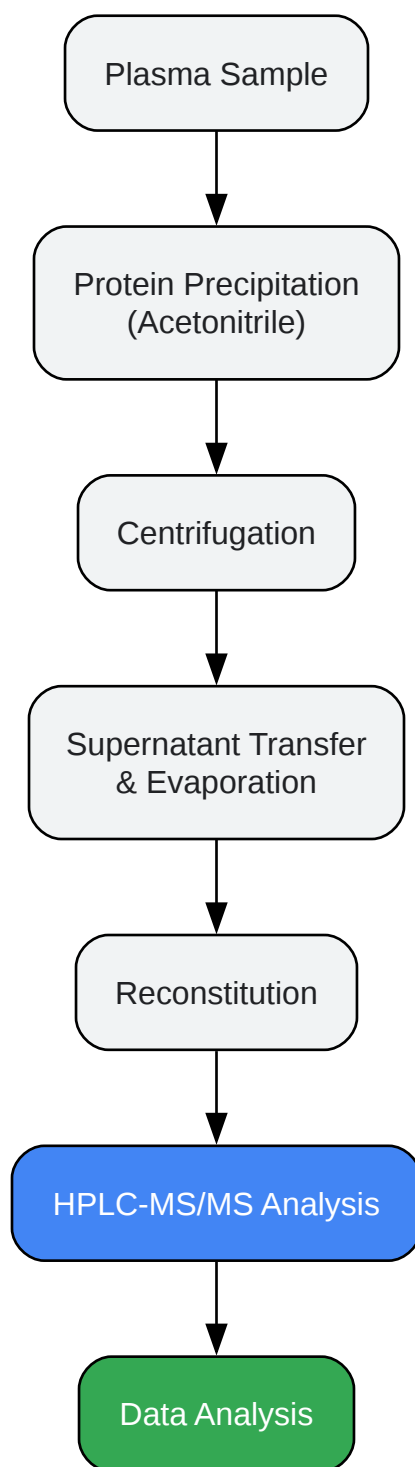 Plasma Sample
Protein Precipitation
(Acetonitrile)
Centrifugation
Supernatant Transfer
& Evaporation
Reconstitution
HPLC-MS/MS Analysis
Data Analysis